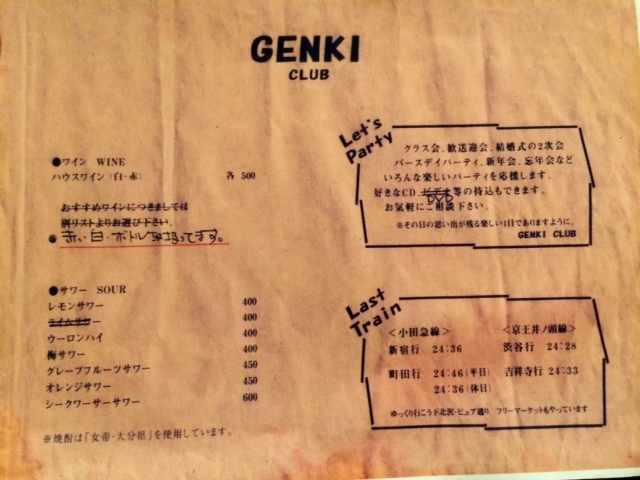 GENKI
CLUB
●ワイン WINE
ハウスワイン(白・赤) 各 500
おすすめワインにつきましては
別リストよりお選び下さい。
赤・白・ボトル取扱ってます。
●サワー SOUR
レモンサワー 400
ライムサワー 400
ウーロンハイ 400
梅サワー 400
グレープフルーツサワー 450
オレンジサワー 450
シークワーサーサワー 600
※焼酎は「女帝・大分県」を使用しています。
Let's
Party
クラス会、歓送迎会、結婚式の2次会
バースデイパーティ、新年会、忘年会など
いろんな楽しいパーティを応援します。
好きなCD、等の持込もできます。
DVD
お気軽にご相談下さい。
※その日の思い出が残る楽しい1日でありますように。
GENKI CLUB
Last
Train
<小田急線> <京王井ノ頭線>
新宿行 24:36 渋谷行 24:28
町田行 24:46(平日) 吉祥寺行 24:33
24:36(休日)
ゆっくり行こう下北沢・ピュア通り フリーマーケットもやっています